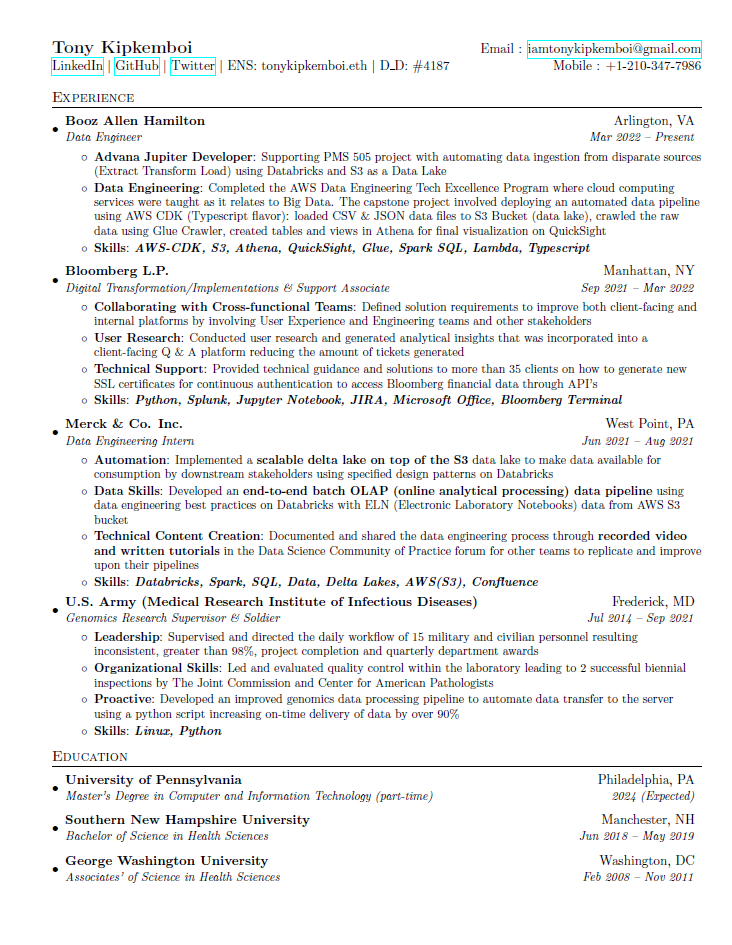 Tony Kipkemboi Email : iamtonykipkemboi@gmail.com
LinkedIn | GitHub | Twitter | ENS: tonykipkemboi.eth | D_D: #4187 Mobile : +1-210-347-7986
Experience
• Booz Allen Hamilton Arlington, VA
Data Engineer Mar 2022 – Present
◦ Advana Jupiter Developer: Supporting PMS 505 project with automating data ingestion from disparate sources
(Extract Transform Load) using Databricks and S3 as a Data Lake
◦ Data Engineering: Completed the AWS Data Engineering Tech Excellence Program where cloud computing
services were taught as it relates to Big Data. The capstone project involved deploying an automated data pipeline
using AWS CDK (Typescript flavor): loaded CSV & JSON data files to S3 Bucket (data lake), crawled the raw
data using Glue Crawler, created tables and views in Athena for final visualization on QuickSight
◦ Skills: AWS-CDK, S3, Athena, QuickSight, Glue, Spark SQL, Lambda, Typescript
• Bloomberg L.P. Manhattan, NY
Digital Transformation/Implementations & Support Associate Sep 2021 – Mar 2022
◦ Collaborating with Cross-functional Teams: Defined solution requirements to improve both client-facing and
internal platforms by involving User Experience and Engineering teams and other stakeholders
◦ User Research: Conducted user research and generated analytical insights that was incorporated into a
client-facing Q & A platform reducing the amount of tickets generated
◦ Technical Support: Provided technical guidance and solutions to more than 35 clients on how to generate new
SSL certificates for continuous authentication to access Bloomberg financial data through API's
◦ Skills: Python, Splunk, Jupyter Notebook, JIRA, Microsoft Office, Bloomberg Terminal
• Merck & Co. Inc. West Point, PA
Data Engineering Intern Jun 2021 – Aug 2021
◦ Automation: Implemented a scalable delta lake on top of the S3 data lake to make data available for
consumption by downstream stakeholders using specified design patterns on Databricks
◦ Data Skills: Developed an end-to-end batch OLAP (online analytical processing) data pipeline using
data engineering best practices on Databricks with ELN (Electronic Laboratory Notebooks) data from AWS S3
bucket
◦ Technical Content Creation: Documented and shared the data engineering process through recorded video
and written tutorials in the Data Science Community of Practice forum for other teams to replicate and improve
upon their pipelines
◦ Skills: Databricks, Spark, SQL, Data, Delta Lakes, AWS(S3), Confluence
• U.S. Army (Medical Research Institute of Infectious Diseases) Frederick, MD
Genomics Research Supervisor & Soldier Jul 2014 – Sep 2021
◦ Leadership: Supervised and directed the daily workflow of 15 military and civilian personnel resulting
inconsistent, greater than 98%, project completion and quarterly department awards
◦ Organizational Skills: Led and evaluated quality control within the laboratory leading to 2 successful biennial
inspections by The Joint Commission and Center for American Pathologists
◦ Proactive: Developed an improved genomics data processing pipeline to automate data transfer to the server
using a python script increasing on-time delivery of data by over 90%
◦ Skills: Linux, Python
Education
• University of Pennsylvania Philadelphia, PA
Master's Degree in Computer and Information Technology (part-time) 2024 (Expected)
• Southern New Hampshire University Manchester, NH
Bachelor of Science in Health Sciences Jun 2018 – May 2019
• George Washington University Washington, DC
Associates' of Science in Health Sciences Feb 2008 – Nov 2011